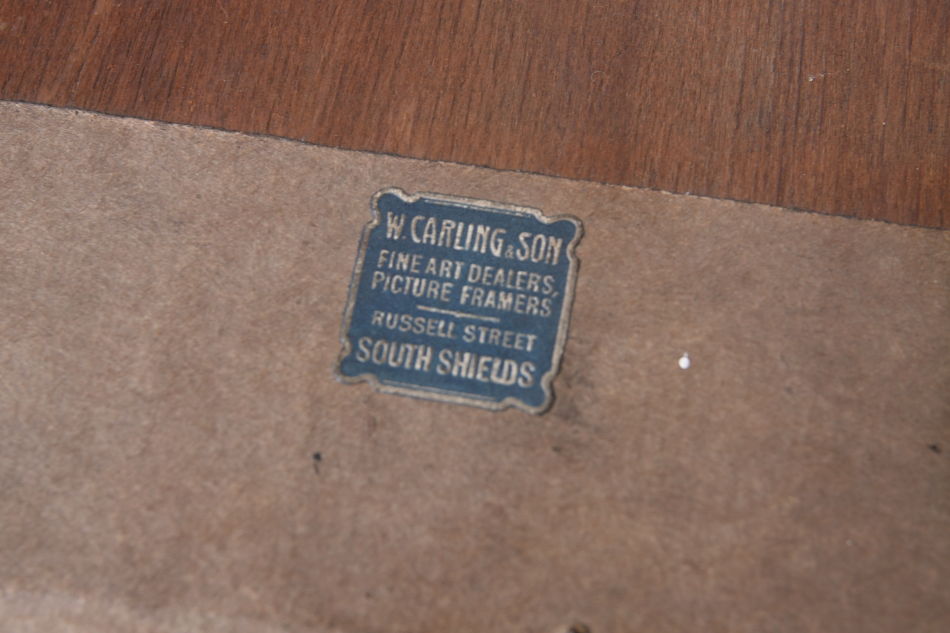 W. CARLING & SON
FINE ART DEALERS,
PICTURE FRAMERS
RUSSELL STREET
SOUTH SHIELDS